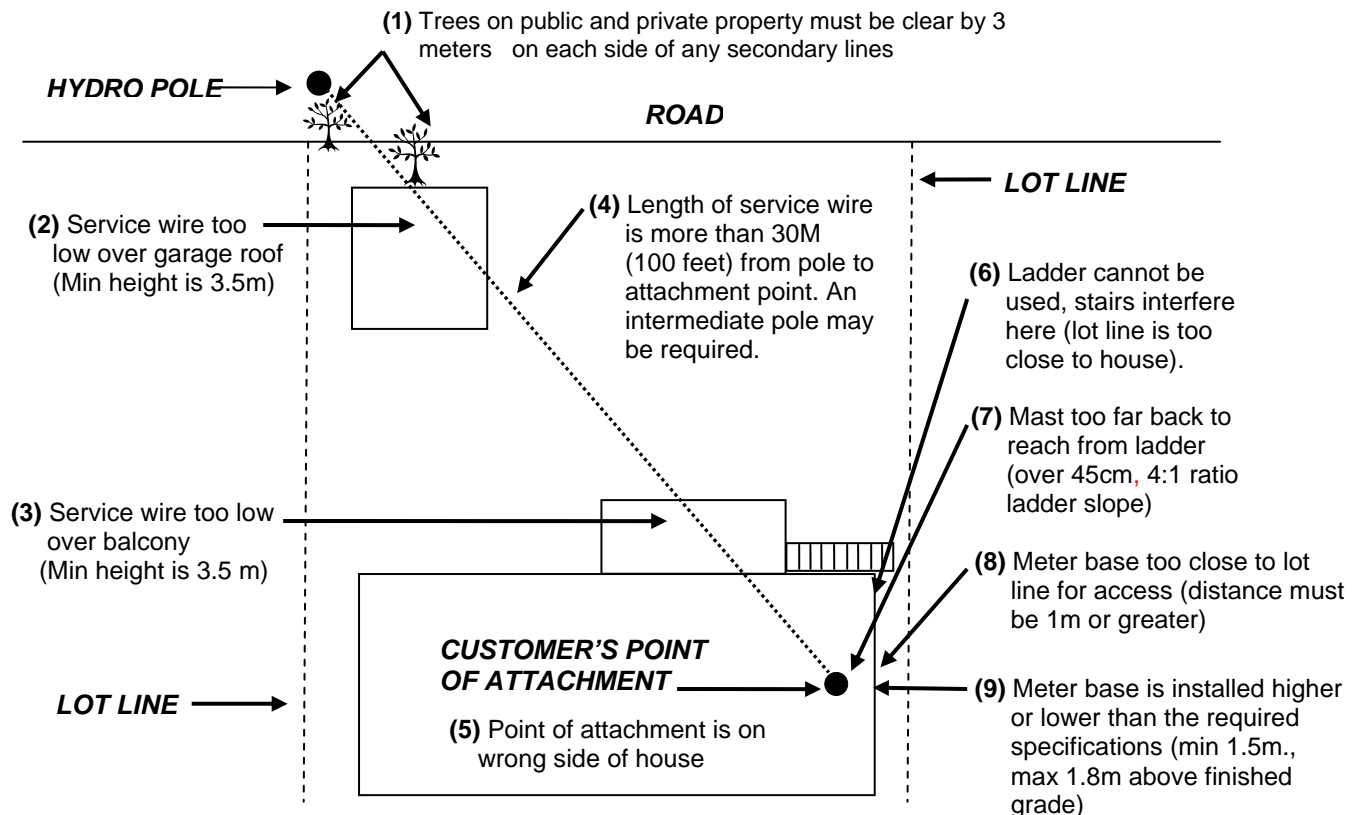 (1) Trees on public and private property must be clear by 3
meters on each side of any secondary lines
HYDRO POLE
ROAD
LOT LINE
(2) Service wire too
low over garage roof
(Min height is 3.5m)
(4) Length of service wire
is more than 30M
(100 feet) from pole to
attachment point. An
intermediate pole may
be required.
(6) Ladder cannot be
used, stairs interfere
here (lot line is too
close to house).
(7) Mast too far back to
reach from ladder
(over 45cm, 4:1 ratio
ladder slope)
(3) Service wire too low
over balcony
(Min height is 3.5 m)
(8) Meter base too close to lot
line for access (distance must
be 1m or greater)
CUSTOMER'S POINT
OF ATTACHMENT
LOT LINE
(5) Point of attachment is on
wrong side of house
(9) Meter base is installed higher
or lower than the required
specifications (min 1.5m.,
max 1.8m above finished
grade)